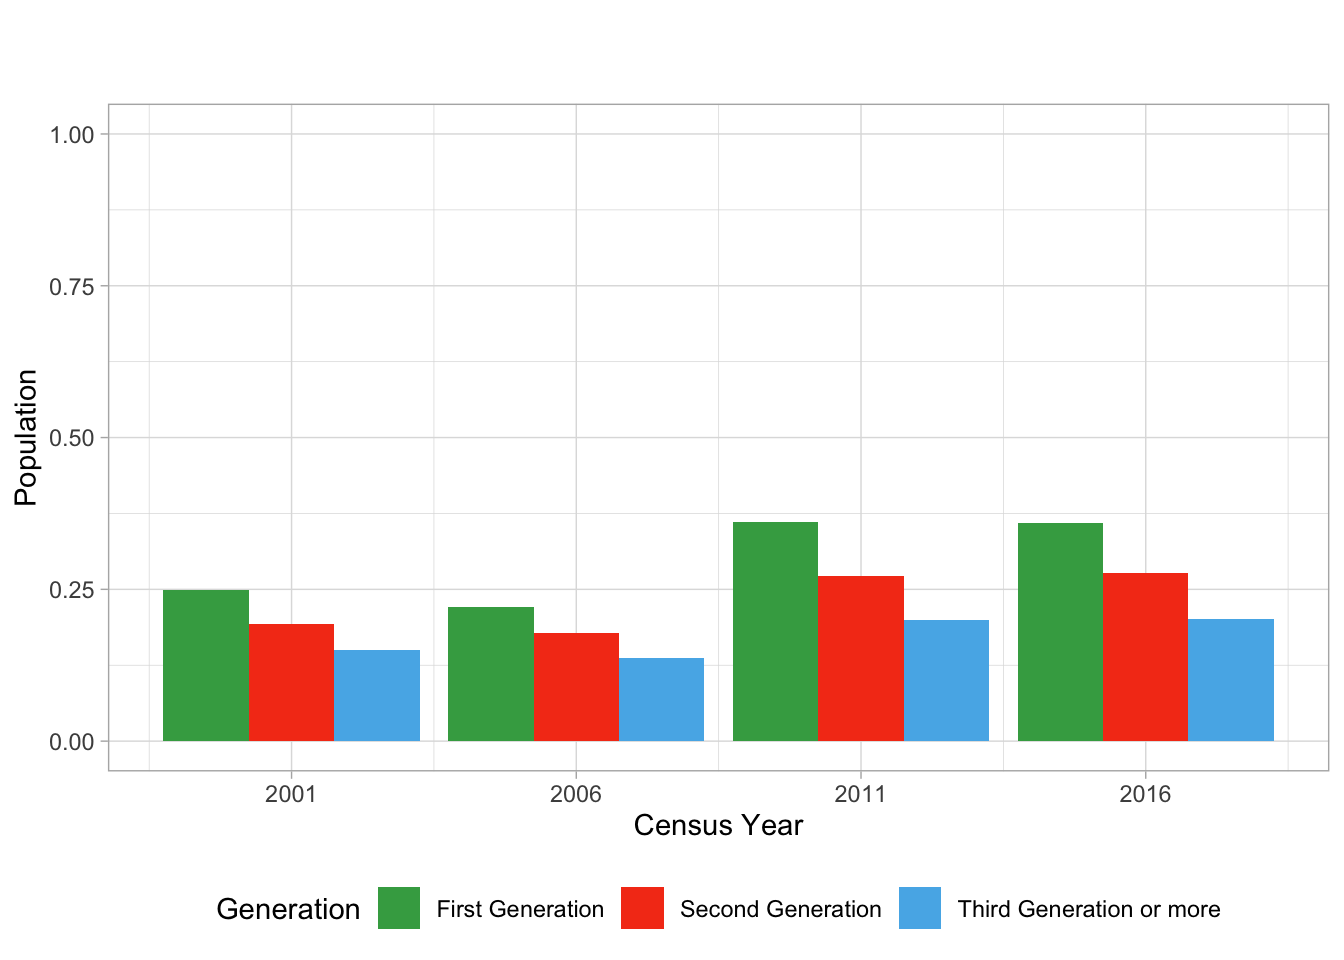 1.00
0.75
0.50
0.25
0.00
Population
2001 2006 2011 2016
Census Year
Generation First Generation Second Generation Third Generation or more